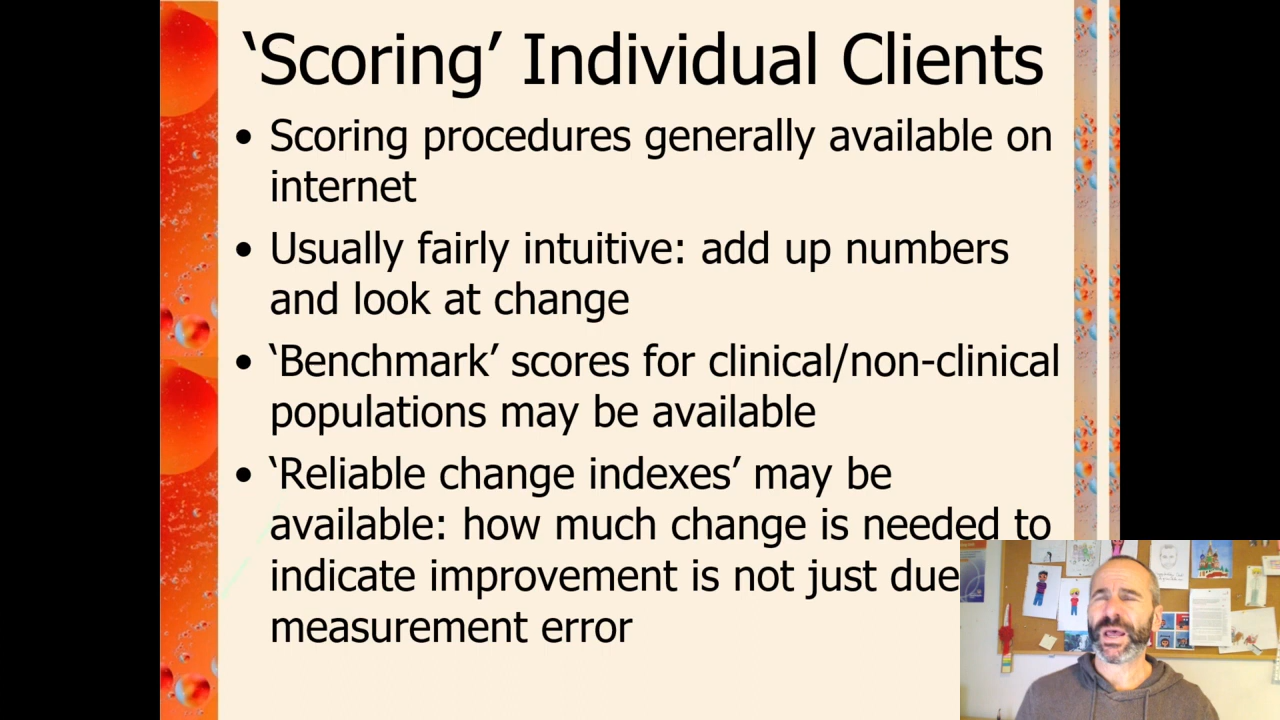 ‘Scoring’ Individual Clients
• Scoring procedures generally available on
internet
• Usually fairly intuitive: add up numbers
and look at change
• ‘Benchmark’ scores for clinical/non-clinical
populations may be available
• ‘Reliable change indexes’ may be
available: how much change is needed to
indicate improvement is not just due
measurement error